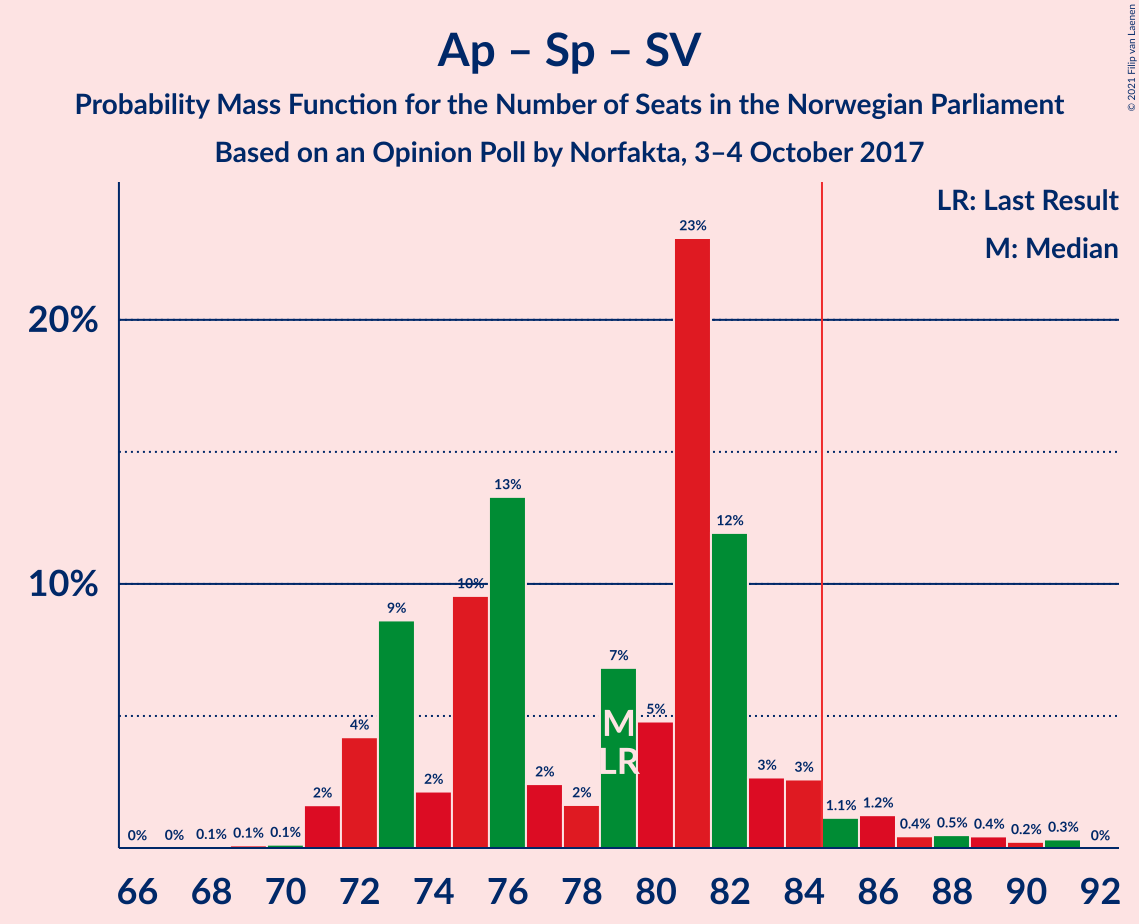 Ap – Sp – SV
Probability Mass Function for the Number of Seats in the Norwegian Parliament
Based on an Opinion Poll by Norfakta, 3–4 October 2017
© 2021 Filip van Laenen
LR: Last Result
M: Median
20%
10%
0% 0% 0.1% 0.1% 0.1% 2% 4% 9% 2% 10% 13% 2% 2% 7% 5% 23% 12% 3% 3% 1.1% 1.2% 0.4% 0.5% 0.4% 0.2% 0.3% 0%
M
LR
66 68 70 72 74 76 78 80 82 84 86 88 90 92